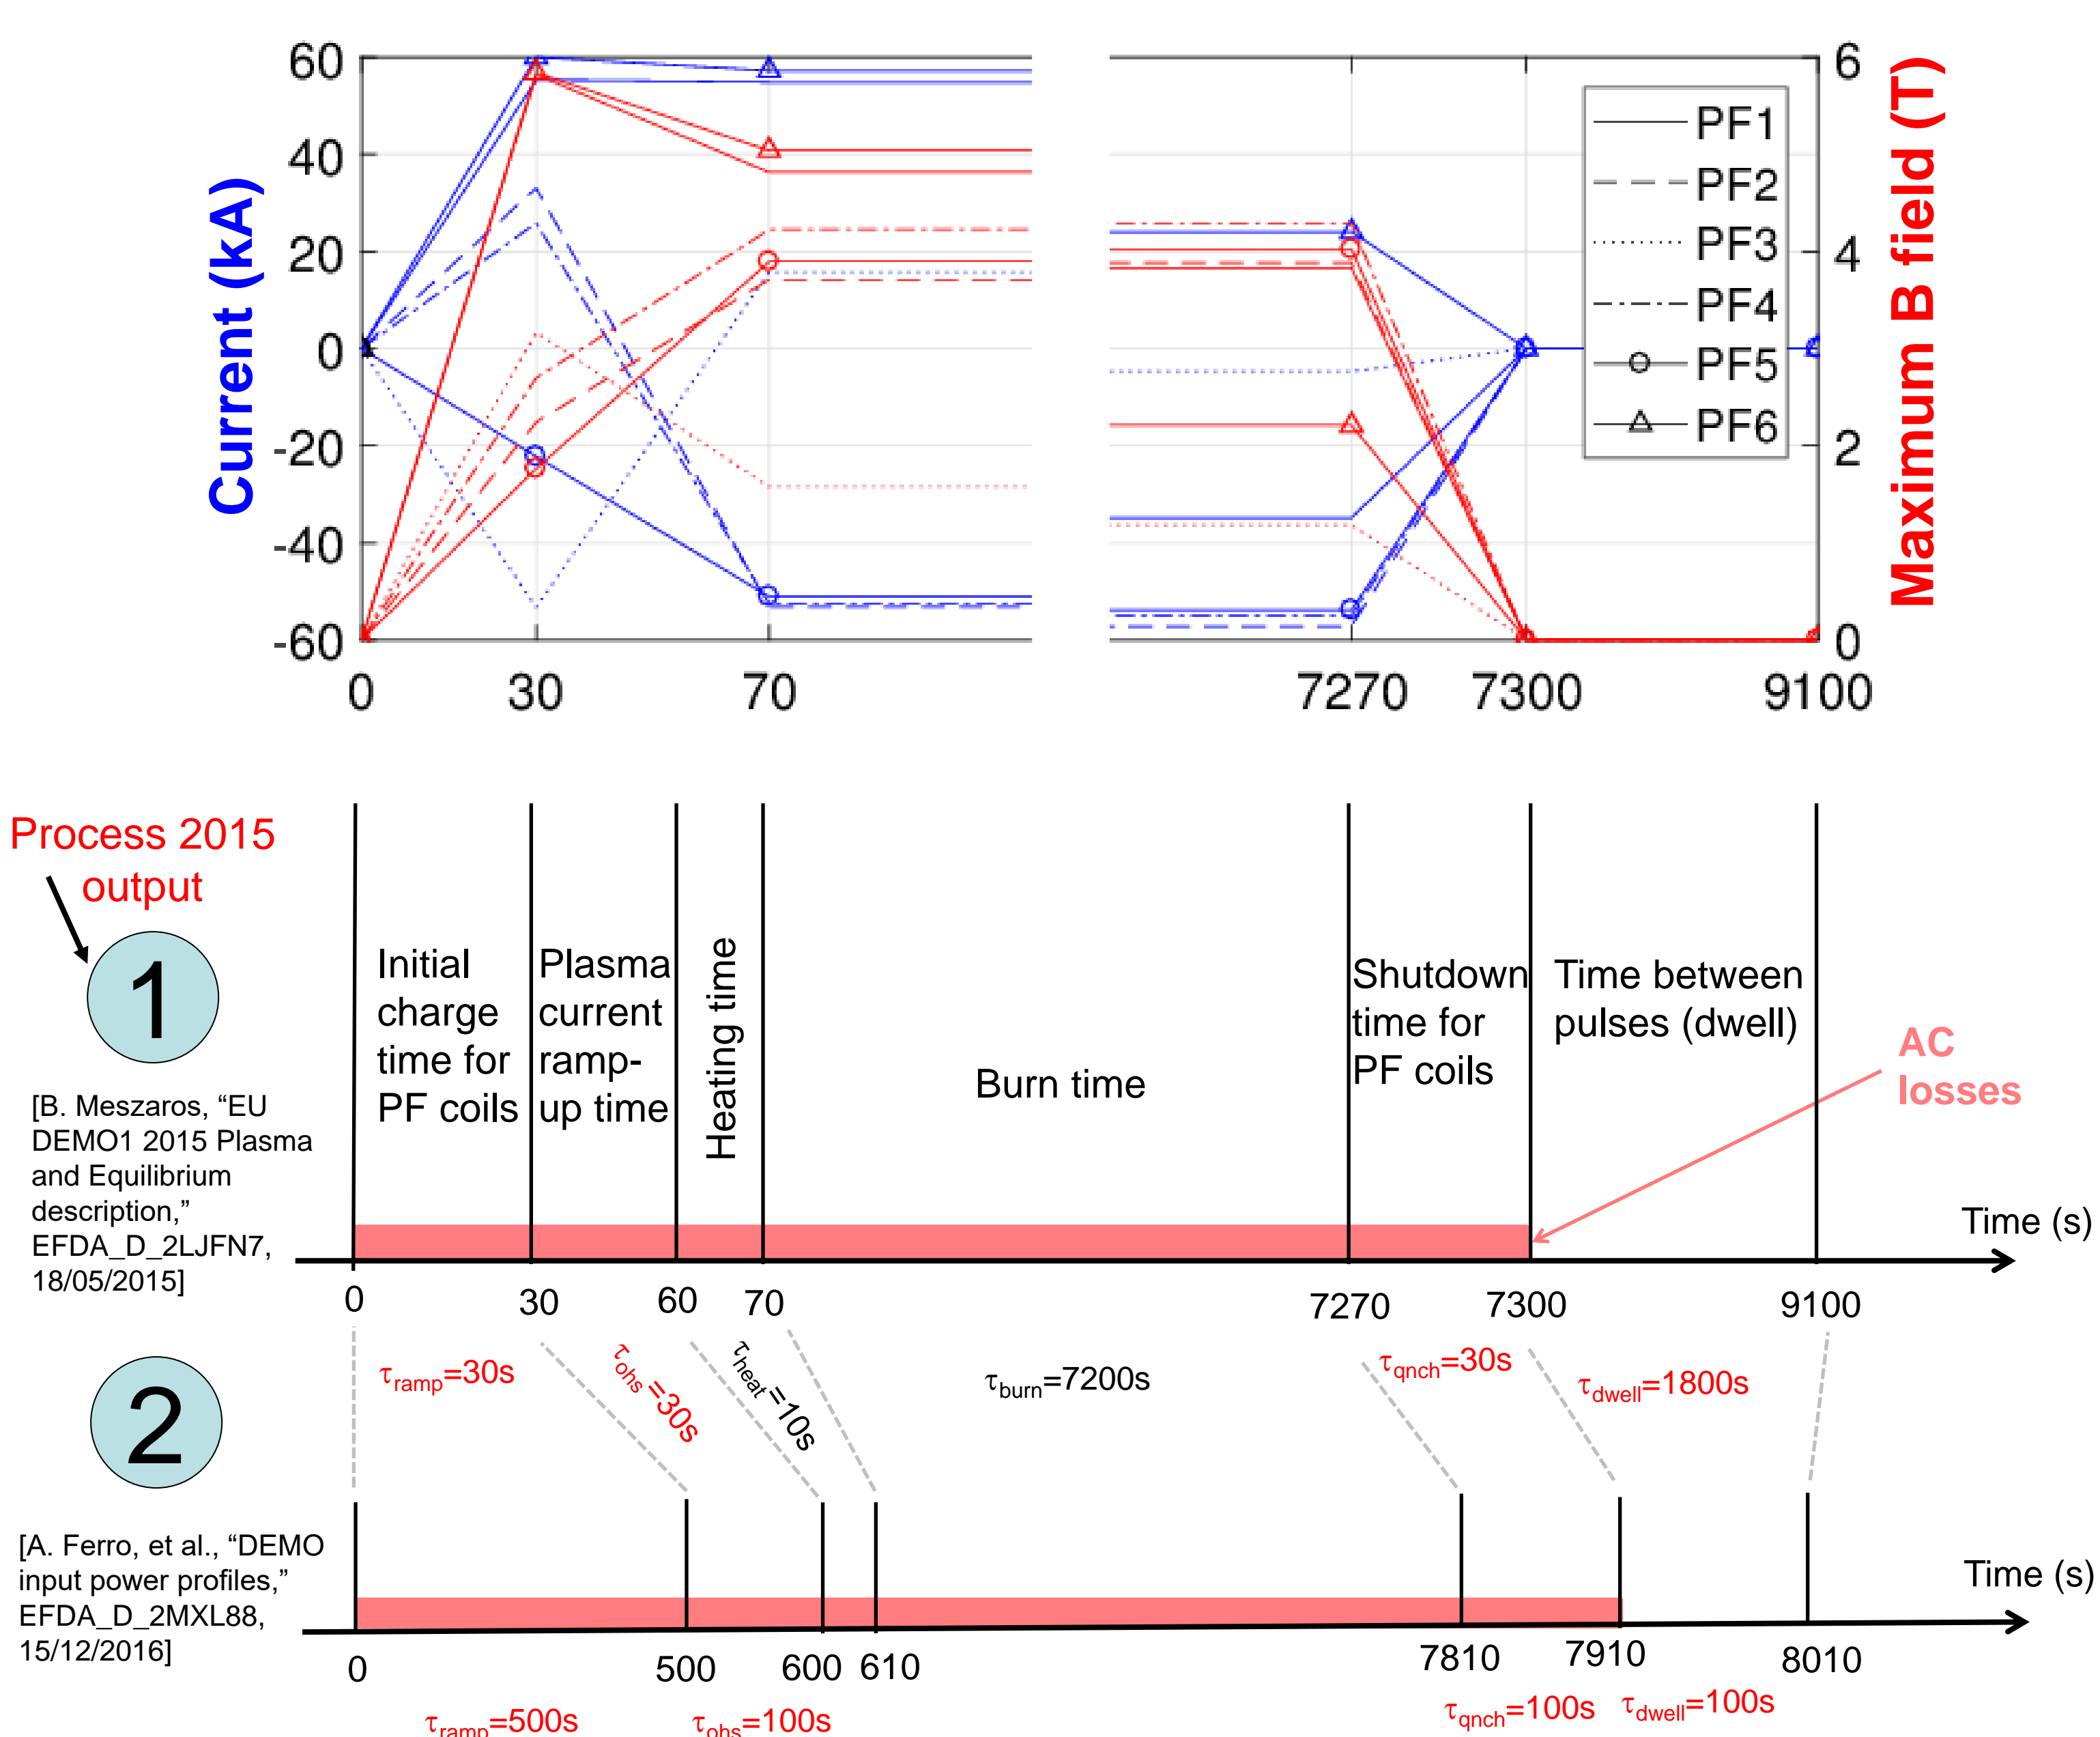 60
40
20
0
-20
-40
-60
Current (kA)
6
4
2
0
Maximum B field (T)
PF1
PF2
PF3
PF4
PF5
PF6
0 30 70 7270 7300 9100
Process 2015
output
1
[B. Meszaros, “EU
DEMO1 2015 Plasma
and Equilibrium
description,”
EFDA_D_2LJFN7,
18/05/2015]
Initial
charge
time for
PF coils
Plasma
current
ramp-
up time
Heating time
Burn time
Shutdown
time for
PF coils
Time between
pulses (dwell)
AC
losses
Time (s)
0 30 60 70 7270 7300 9100
τramp=30s
τohs=30s
τheat=10s
τburn=7200s
τqnch=30s
τdwell=1800s
2
[A. Ferro, et al., “DEMO
input power profiles,”
EFDA_D_2MXL88,
15/12/2016]
Time (s)
0 500 600 610 7810 7910 8010
τramp=500s
τohs=100s
τqnch=100s
τdwell=100s